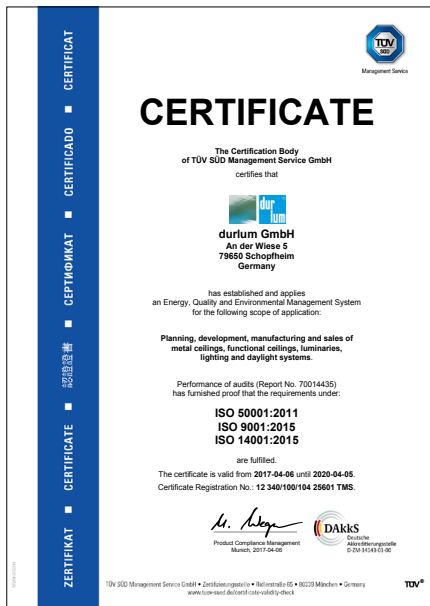 TÜV
SÜD
Management Service
ZERTIFIKAT ■ CERTIFICATE ■ 認證證書 ■ СЕРТИФИКАТ ■ CERTIFICADO ■ CERTIFICAT
CERTIFICATE
The Certification Body
of TÜV SÜD Management Service GmbH
certifies that
dur
lum
durlum GmbH
An der Wiese 5
79650 Schopfheim
Germany
has established and applies
an Energy, Quality and Environmental Management System
for the following scope of application:
Planning, development, manufacturing and sales of
metal ceilings, functional ceilings, luminaries,
lighting and daylight systems.
Performance of audits (Report No. 70014435)
has furnished proof that the requirements under:
ISO 50001:2011
ISO 9001:2015
ISO 14001:2015
are fulfilled.
The certificate is valid from 2017-04-06 until 2020-04-05.
Certificate Registration No.: 12 340/100/104 25601 TMS.
Product Compliance Management
Munich, 2017-04-06
DAkkS
Deutsche
Akkreditierungsstelle
D-ZM-14143-01-00
TÜV SÜD Management Service GmbH • Zertifizierungsstelle • Ridlerstraße 65 • 80339 München • Germany
www.tuev-sued.de/certificate-validity-check
TÜV®